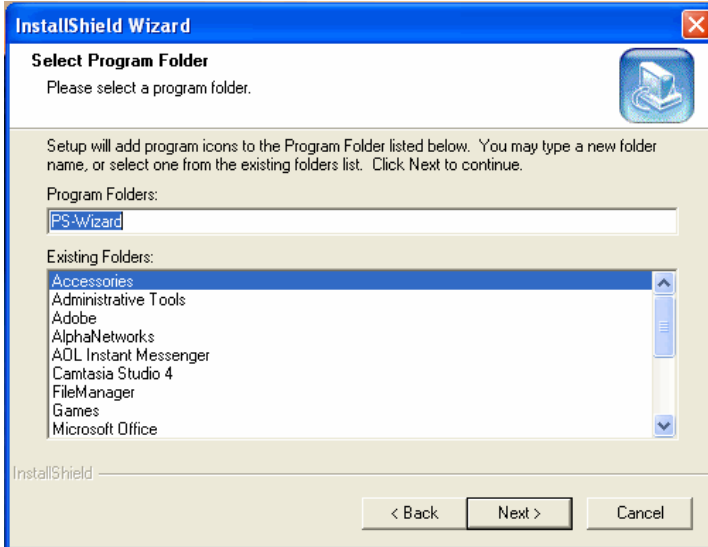 InstallShield Wizard
Select Program Folder
Please select a program folder.
Setup will add program icons to the Program Folder listed below.  You may type a new folder
name, or select one from the existing folders list.  Click Next to continue.
Program Folders:
PS-Wizard
Existing Folders:
Accessories
Administrative Tools
Adobe
AlphaNetworks
AOL Instant Messenger
Camtasia Studio 4
FileManager
Games
Microsoft Office
InstallShield
< Back
Next >
Cancel